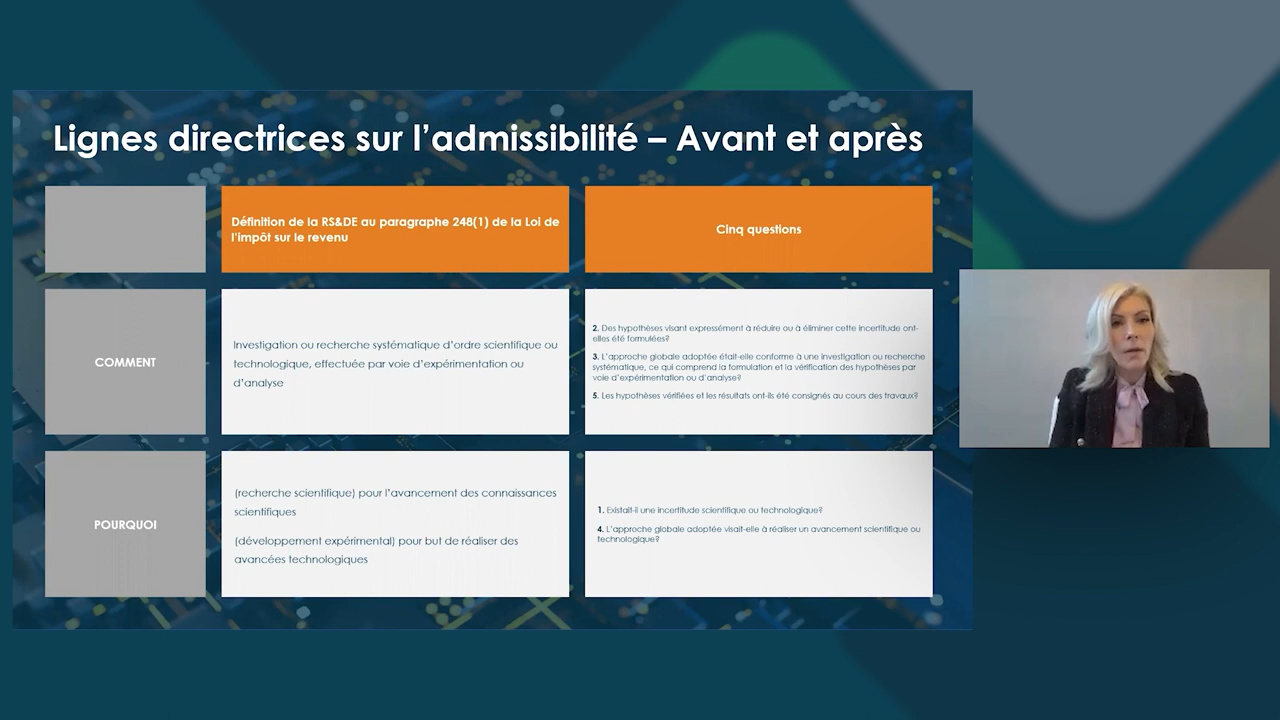 Lignes directrices sur l'admissibilité – Avant et après
Définition de la RS&DE au paragraphe 248(1) de la Loi de
l'impôt sur le revenu
Cinq questions
COMMENT
Investigation ou recherche systématique d'ordre scientifique ou
technologique, effectuée par voie d'expérimentation ou
d'analyse
2. Des hypothèses visant expressément à réduire ou à éliminer cette incertitude ont-
elles été formulées?
3. L'approche globale adoptée était-elle conforme à une investigation ou recherche
systématique, ce qui comprend la formulation et la vérification des hypothèses par
voie d'expérimentation ou d'analyse?
5. Les hypothèses vérifiées et les résultats ont-ils été consignés au cours des travaux?
POURQUOI
(recherche scientifique) pour l'avancement des connaissances
scientifiques
(développement expérimental) pour but de réaliser des
avancées technologiques
1. Existait-il une incertitude scientifique ou technologique?
4. L'approche globale adoptée visait-elle à réaliser un avancement scientifique ou
technologique?